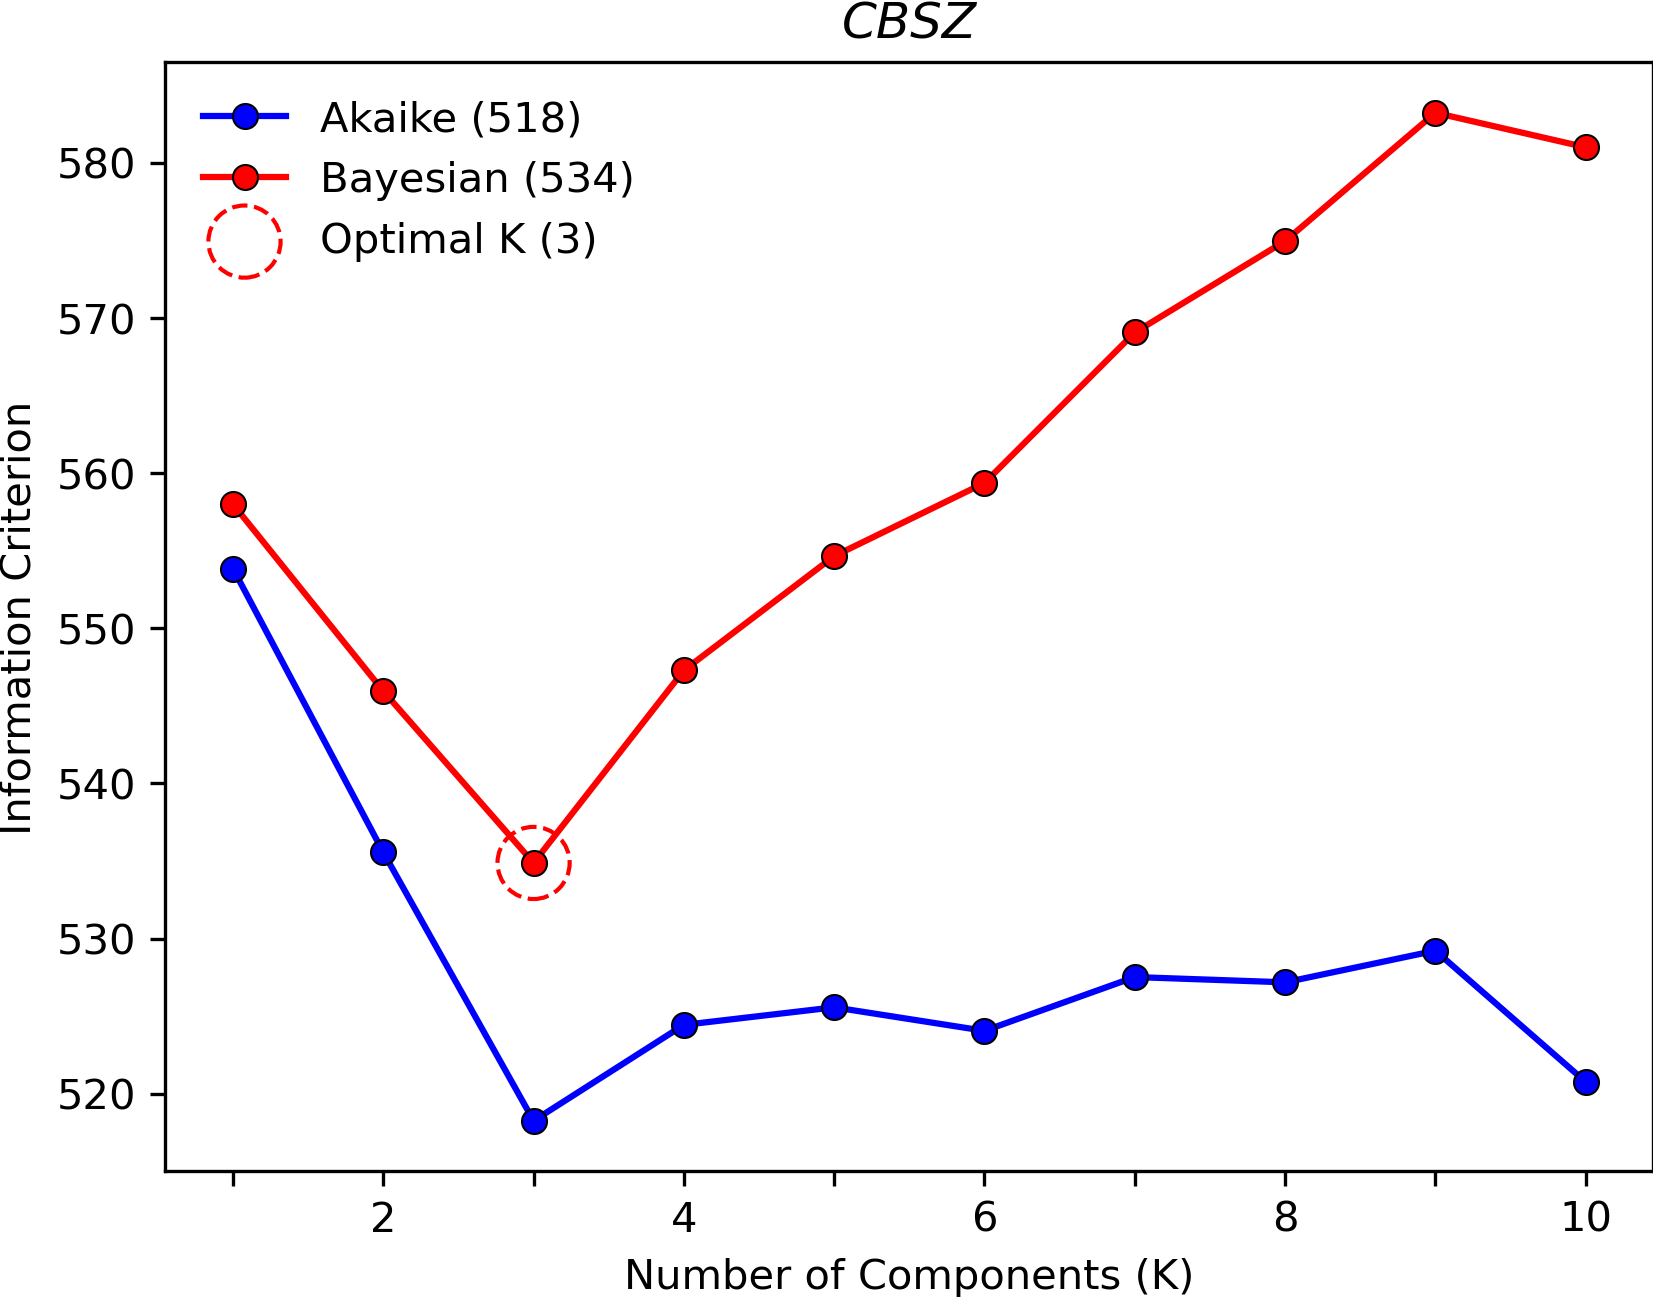 CBSZ
Akaike (518)
Bayesian (534)
Optimal K (3)
580
570
560
550
540
530
520
Information Criterion
2 4 6 8 10
Number of Components (K)